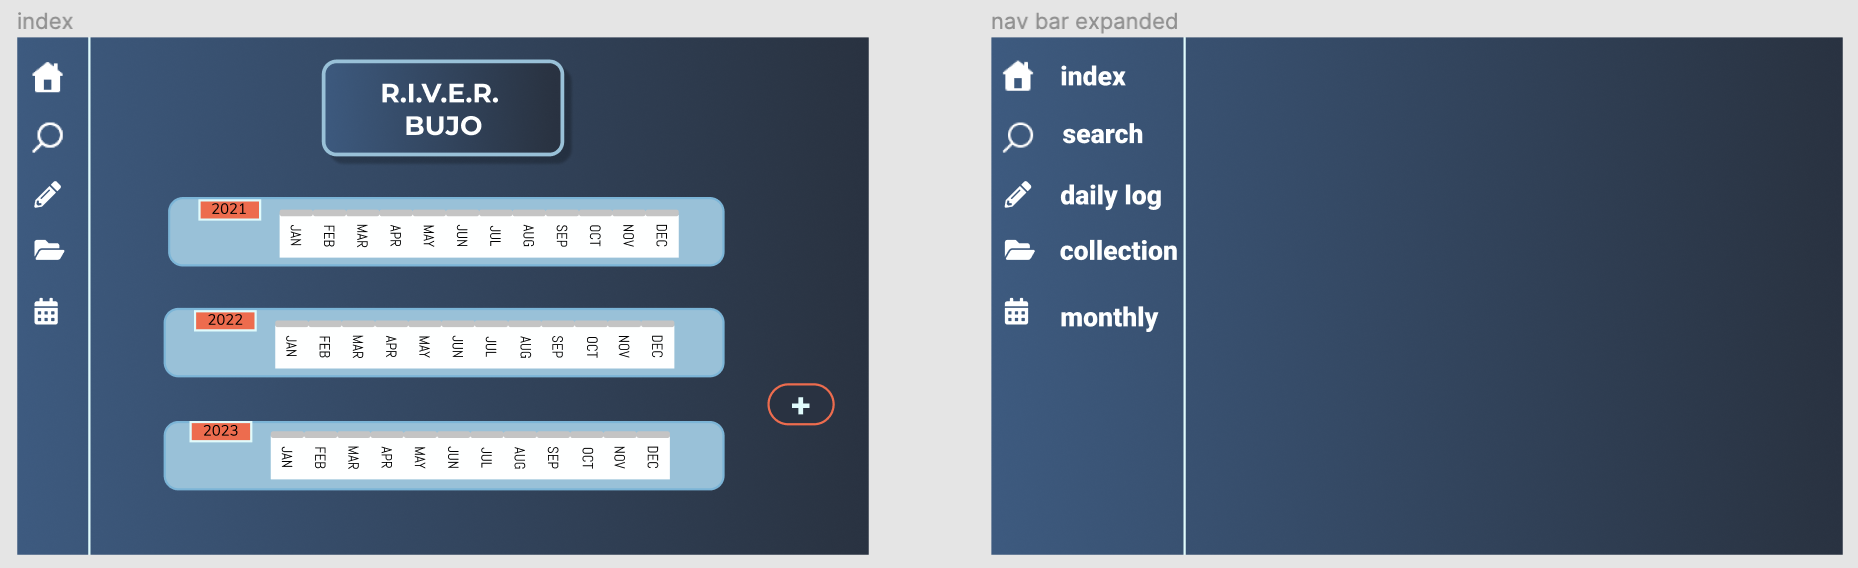 index
R.I.V.E.R.
BUJO
2021
JAN FEB MAR APR MAY JUN JUL AUG SEP OCT NOV DEC
2022
JAN FEB MAR APR MAY JUN JUL AUG SEP OCT NOV DEC
+
2023
JAN FEB MAR APR MAY JUN JUL AUG SEP OCT NOV DEC
nav bar expanded
index
search
daily log
collection
monthly